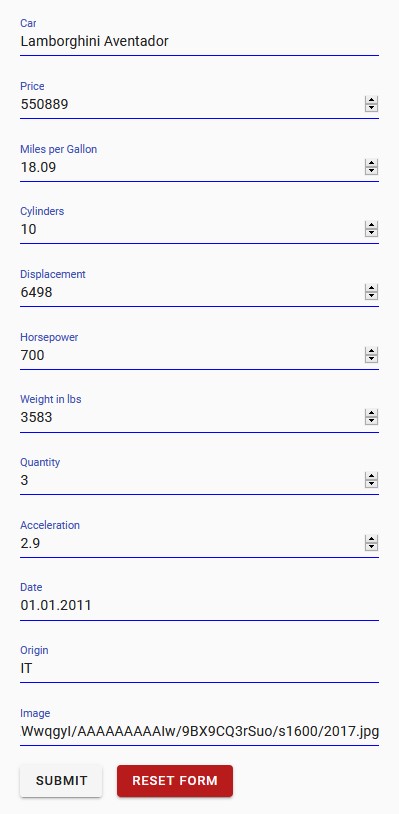 Car
Lamborghini Aventador
Price
550889
Miles per Gallon
18.09
Cylinders
10
Displacement
6498
Horsepower
700
Weight in lbs
3583
Quantity
3
Acceleration
2.9
Date
01.01.2011
Origin
IT
Image
WwqgyI/AAAAAAAAAIw/9BX9CQ3rSuo/s1600/2017.jpg
SUBMIT
RESET FORM